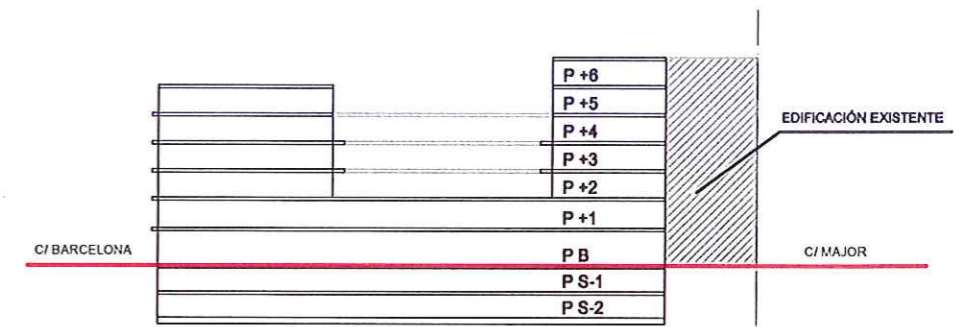 P +6
P +5
EDIFICACIÓN EXISTENTE
P +4
P +3
P +2
P +1
C/ BARCELONA
P B
C/ MAJOR
P S-1
P S-2